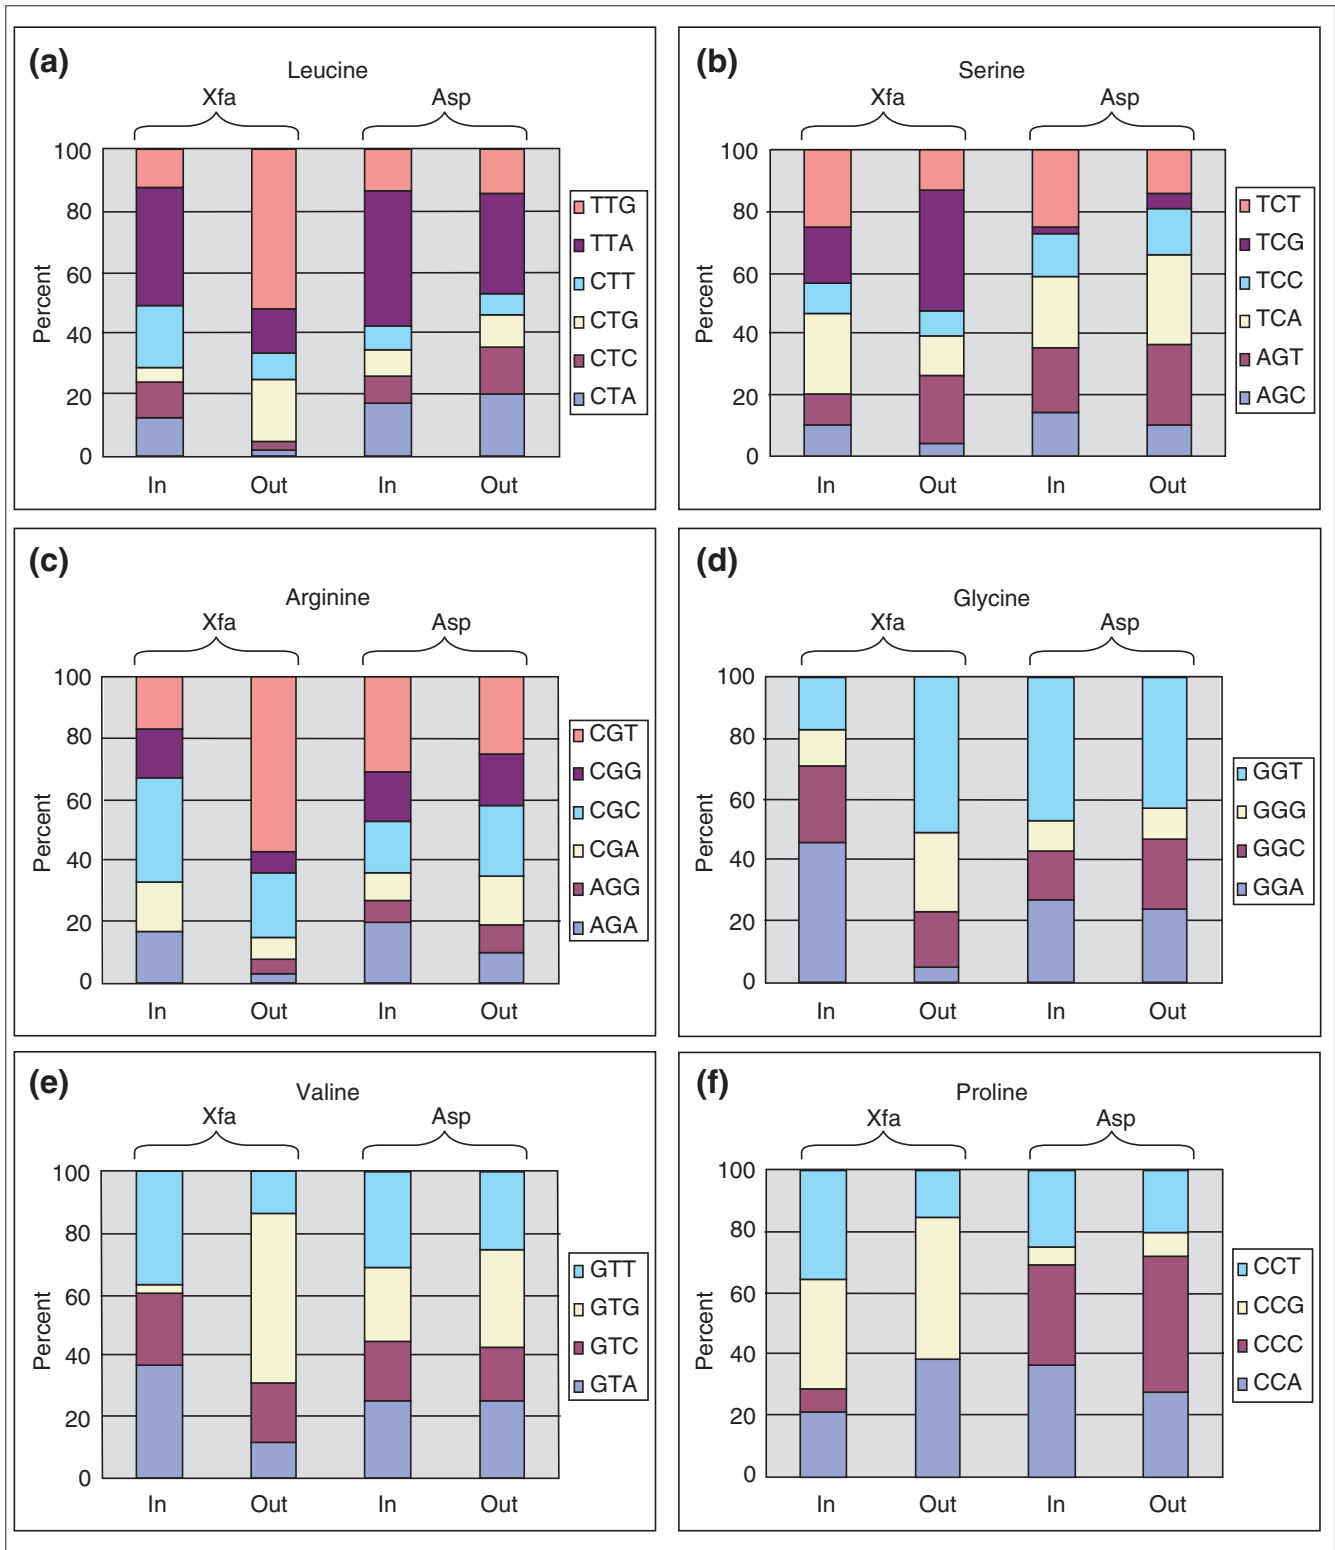 (a)
Leucine
Xfa Asp
100
80
60
40
20
0
Percent
In Out In Out
TTG
TTA
CTT
CTG
CTC
CTA
(b)
Serine
Xfa Asp
100
80
60
40
20
0
Percent
In Out In Out
TCT
TCG
TCC
TCA
AGT
AGC
(c)
Arginine
Xfa Asp
100
80
60
40
20
0
Percent
In Out In Out
CGT
CGG
CGC
CGA
AGG
AGA
(d)
Glycine
Xfa Asp
100
80
60
40
20
0
Percent
In Out In Out
GGT
GGG
GGC
GGA
(e)
Valine
Xfa Asp
100
80
60
40
20
0
Percent
In Out In Out
GTT
GTG
GTC
GTA
(f)
Proline
Xfa Asp
100
80
60
40
20
0
Percent
In Out In Out
CCT
CCG
CCC
CCA